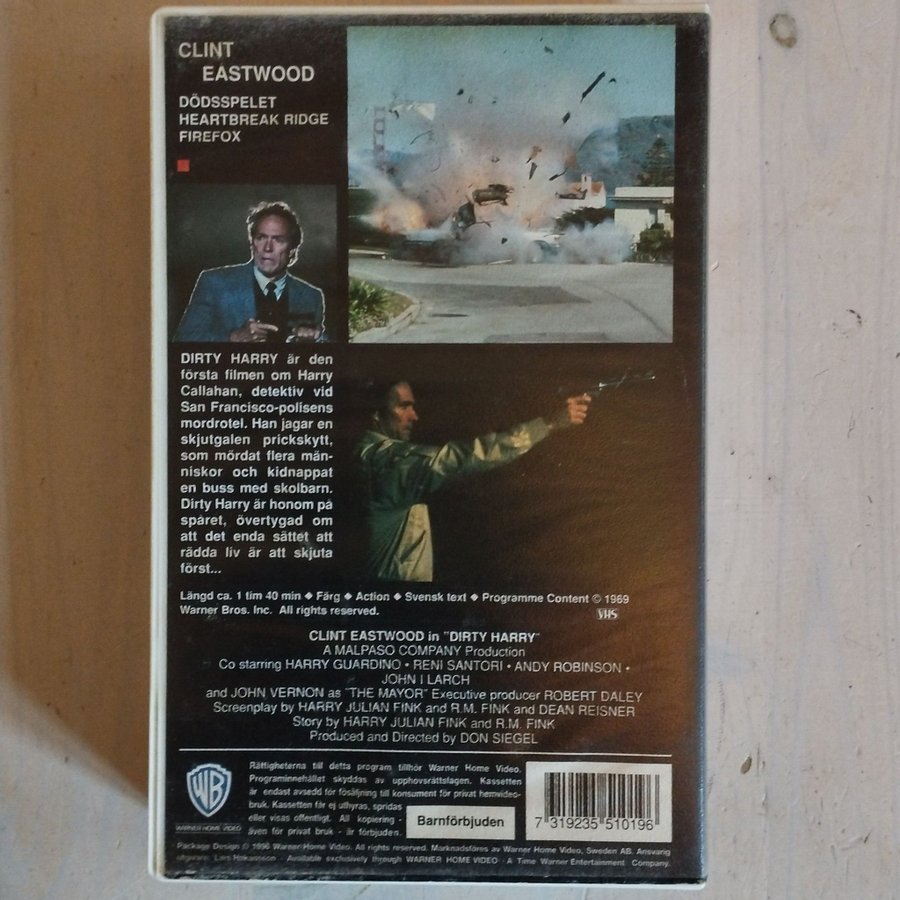 CLINT
EASTWOOD
DÖDSSPELET
HEARTBREAK RIDGE
FIREFOX
DIRTY HARRY är den
första filmen om Harry
Callahan, detektiv vid
San Francisco-polisens
mordrotel. Han jagar en
skjutgalen prickskytt,
som mördat flera män-
niskor och kidnappat
en buss med skolbarn.
Dirty Harry är honom på
spåret, övertygad om
att det enda sättet att
rädda liv är att skjuta
först...
Längd ca. 1 tim 40 min ◆ Färg ◆ Action ◆ Svensk text ◆ Programme Content © 1969
Warner Bros. Inc. All rights reserved.
VHS
CLINT EASTWOOD in "DIRTY HARRY"
A MALPASO COMPANY Production
Co starring HARRY GUARDINO • RENI SANTORI • ANDY ROBINSON •
JOHN I LARCH
and JOHN VERNON as "THE MAYOR" Executive producer ROBERT DALEY
Screenplay by HARRY JULIAN FINK and R.M. FINK and DEAN REISNER
Story by HARRY JULIAN FINK and R.M. FINK
Produced and Directed by DON SIEGEL
WB
WARNER HOME VIDEO
Rättigheterna till detta program tillhör Warner Home Video.
Programinnehållet skyddas av upphovsrättslagen. Kassetten
är endast avsedd för fösäljning till konsument för privat hemvideo-
bruk. Kassetten får ej uthyras, spridas
eller visas offentligt. All kopiering -
även för privat bruk - är förbjuden.
Barnförbjuden
7 319235 510196
Package Design © 1996 Warner Home Video. All rights reserved. Marknadsföres av Warner Home Video, Sweden AB. Ansvarig
utgivare: Lars Håkansson - Available exclusively through WARNER HOME VIDEO · A Time Warner Entertainment Company.